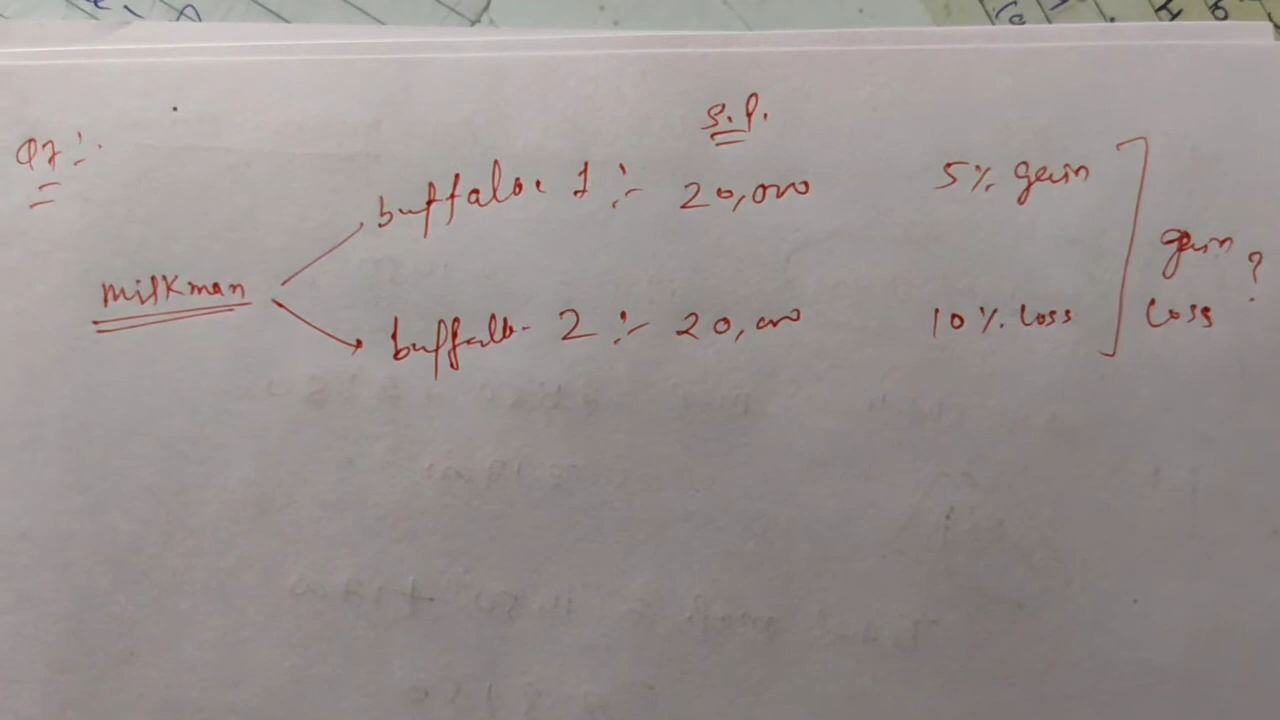 S.P.
Q7:-
buffaloe 1 :- 20,000 5% gain
gain
milkman ?
buffalo 2 :- 20,000 10% loss loss